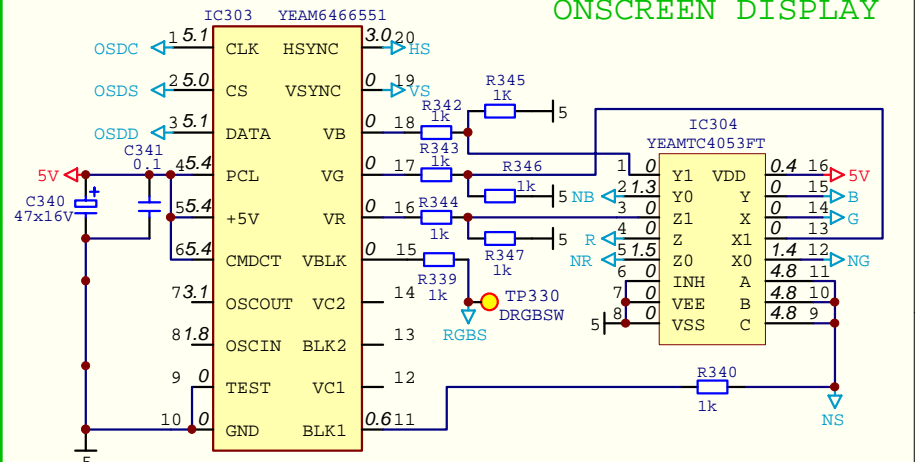 ONSCREEN DISPLAY
IC303 YEAM6466551
OSDC 1 5.1 CLK HSYNC 3.0 20 HS
OSDS 2 5.0 CS VSYNC 0 19 VS
OSDD 3 5.1 DATA VB 0 18 R342 1k
R345 1K 5
C341 0.1
5V 4 5.4 PCL VG 0 17 R343 1k
R346 1k 5
C340 47x16V
5 5.4 +5V VR 0 16 R344 1k
R347 1k 5
6 5.4 CMDCT VBLK 0 15 R339 1k
TP330 DRGBSW
RGBS
7 3.1 OSCOUT VC2 14
8 1.8 OSCIN BLK2 13
9 0 TEST VC1 12
10 0 GND BLK1 0.6 11
5
IC304
YEAMTC4053FT
1 0 Y1 VDD 0.4 16 5V
NB 2 1.3 Y0 Y 0 15 B
3 0 Z1 X 0 14 G
R 4 0 Z X1 0 13
NR 5 1.5 Z0 X0 1.4 12 NG
6 0 INH A 4.8 11
7 0 VEE B 4.8 10
5 8 0 VSS C 4.8 9
R340
1k
NS